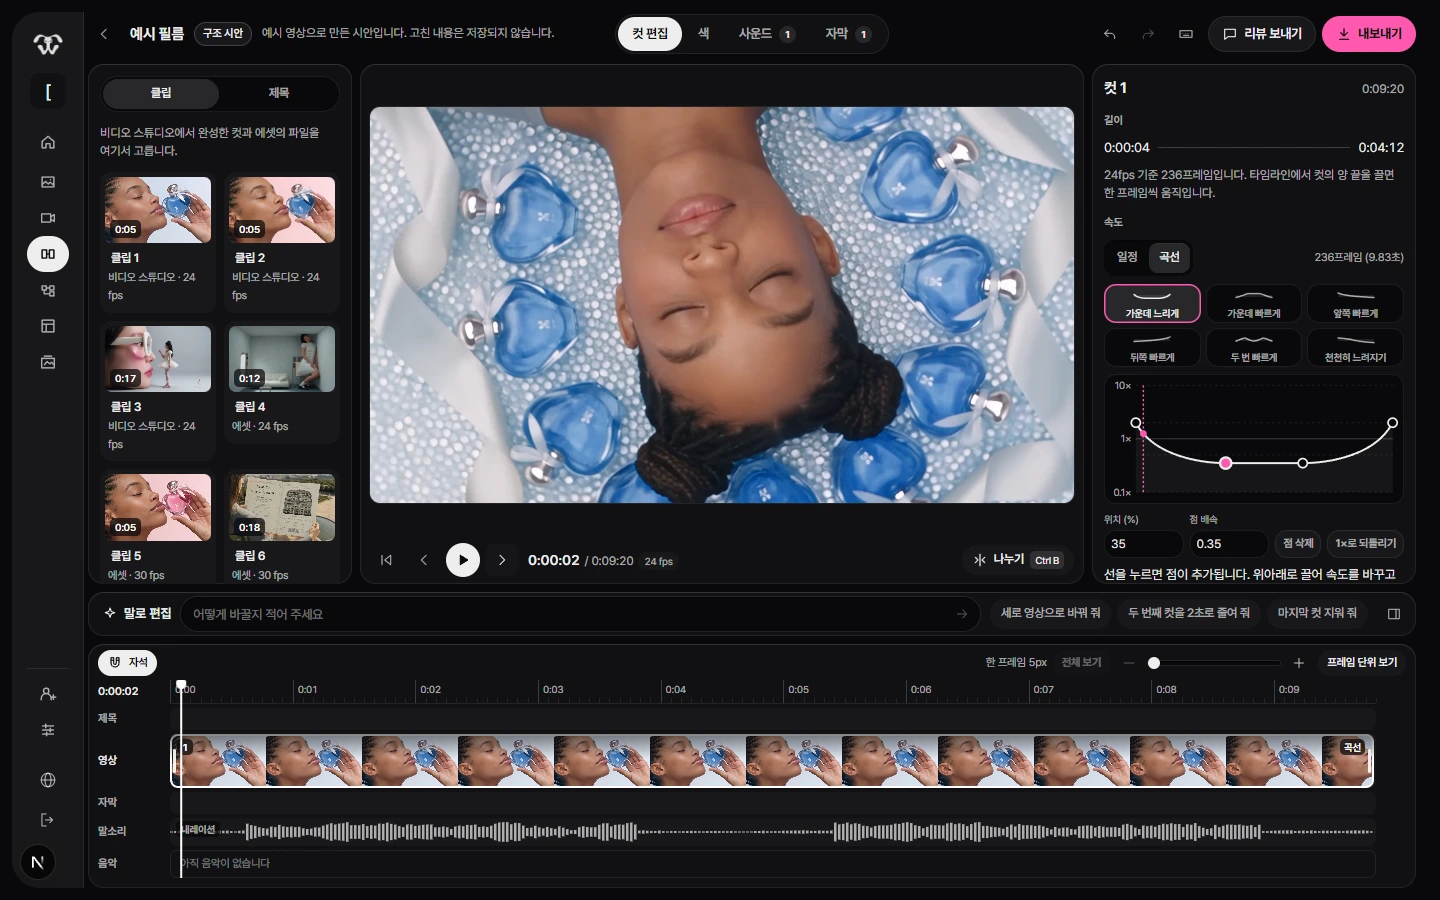 예시 필름
구조 시안
예시 영상으로 만든 시안입니다. 고친 내용은 저장되지 않습니다.
컷 편집
색
사운드 1
자막 1
리뷰 보내기
내보내기
[
N
클립
제목
비디오 스튜디오에서 완성한 컷과 에셋의 파일을
여기서 고릅니다.
0:05
클립 1
비디오 스튜디오 · 24
fps
0:05
클립 2
비디오 스튜디오 · 24
fps
0:17
클립 3
비디오 스튜디오 · 24
fps
0:12
클립 4
에셋 · 24 fps
0:05
클립 5
에셋 · 30 fps
0:18
클립 6
에셋 · 30 fps
0:00:02 / 0:09:20 24 fps
나누기 Ctrl B
컷 1
0:09:20
길이
0:00:04
0:04:12
24fps 기준 236프레임입니다. 타임라인에서 컷의 양 끝을 끌면
한 프레임씩 움직입니다.
속도
일정
곡선
236프레임 (9.83초)
가운데 느리게
가운데 빠르게
앞쪽 빠르게
뒤쪽 빠르게
두 번 빠르게
천천히 느려지기
10×
1×
0.1×
위치 (%)
점 배속
35
0.35
점 삭제
1×로 되돌리기
선을 누르면 점이 추가됩니다. 위아래로 끌어 속도를 바꾸고
말로 편집
어떻게 바꿀지 적어 주세요
세로 영상으로 바꿔 줘
두 번째 컷을 2초로 줄여 줘
마지막 컷 지워 줘
자석
한 프레임 5px
전체 보기
프레임 단위 보기
0:00:02
0:01
0:02
0:03
0:04
0:05
0:06
0:07
0:08
0:09
제목
영상
1
곡선
자막
말소리
내레이션
음악
아직 음악이 없습니다